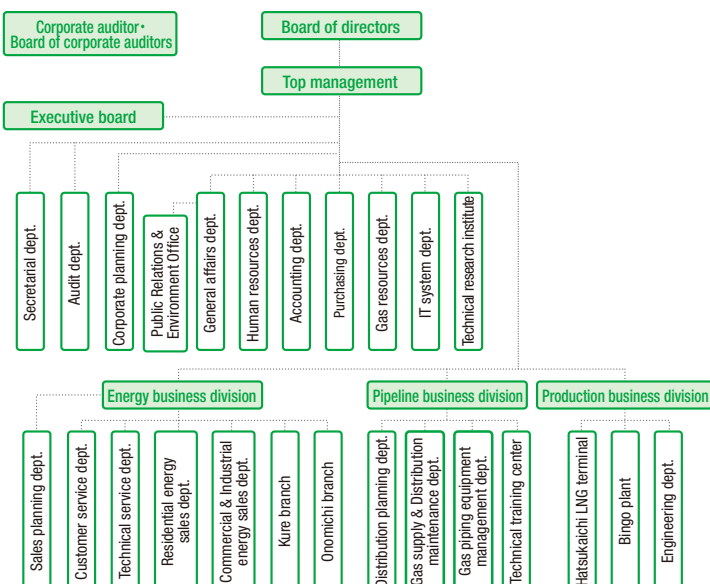 Corporate auditor・
Board of corporate auditors
Board of directors
Top management
Executive board
Secretarial dept.
Audit dept.
Corporate planning dept.
Public Relations &
Environment Office
General affairs dept.
Human resources dept.
Accounting dept.
Purchasing dept.
Gas resources dept.
IT system dept.
Technical research institute
Energy business division
Pipeline business division
Production business division
Sales planning dept.
Customer service dept.
Technical service dept.
Residential energy
sales dept.
Commercial & Industrial
energy sales dept.
Kure branch
Onomichi branch
Distribution planning dept.
Gas supply & Distribution
maintenance dept.
Gas piping equipment
management dept.
Technical training center
Hatsukaichi LNG terminal
Bingo plant
Engineering dept.